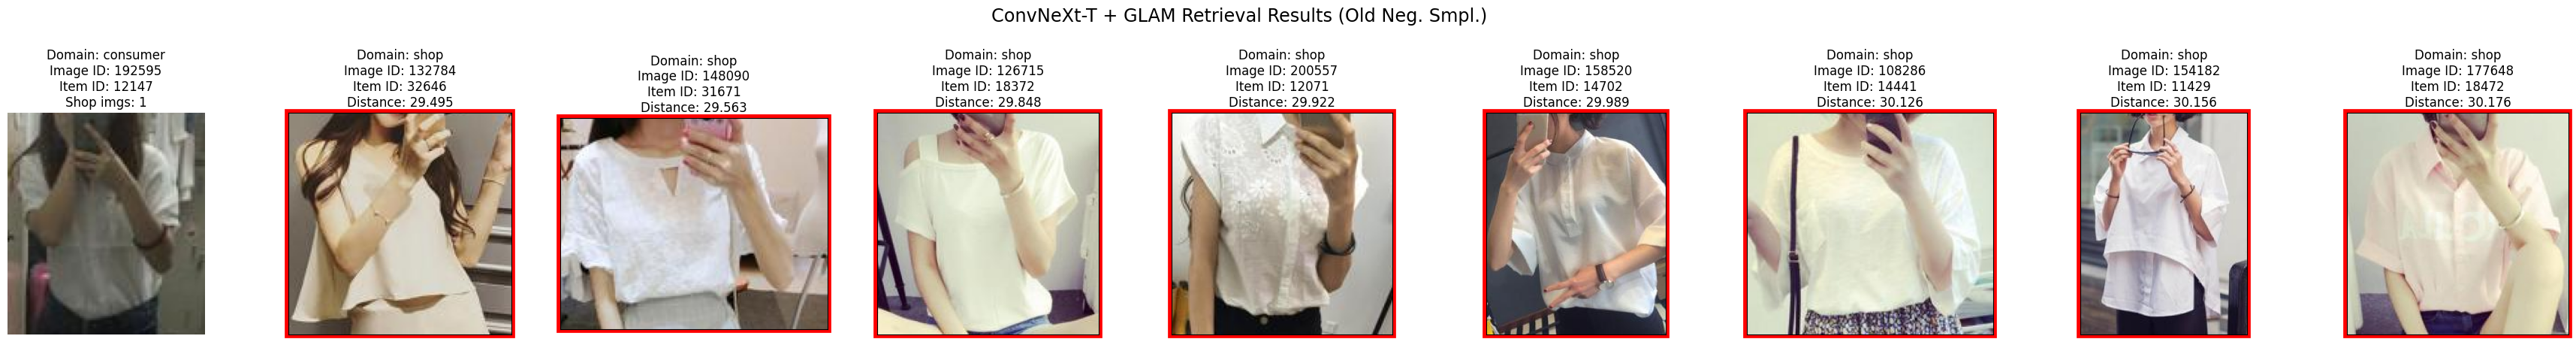 ConvNeXt-T + GLAM Retrieval Results (Old Neg. Smpl.)
Domain: consumer
Image ID: 192595
Item ID: 12147
Shop imgs: 1
Domain: shop
Image ID: 132784
Item ID: 32646
Distance: 29.495
Domain: shop
Image ID: 148090
Item ID: 31671
Distance: 29.563
Domain: shop
Image ID: 126715
Item ID: 18372
Distance: 29.848
Domain: shop
Image ID: 200557
Item ID: 12071
Distance: 29.922
Domain: shop
Image ID: 158520
Item ID: 14702
Distance: 29.989
Domain: shop
Image ID: 108286
Item ID: 14441
Distance: 30.126
Domain: shop
Image ID: 154182
Item ID: 11429
Distance: 30.156
Domain: shop
Image ID: 177648
Item ID: 18472
Distance: 30.176